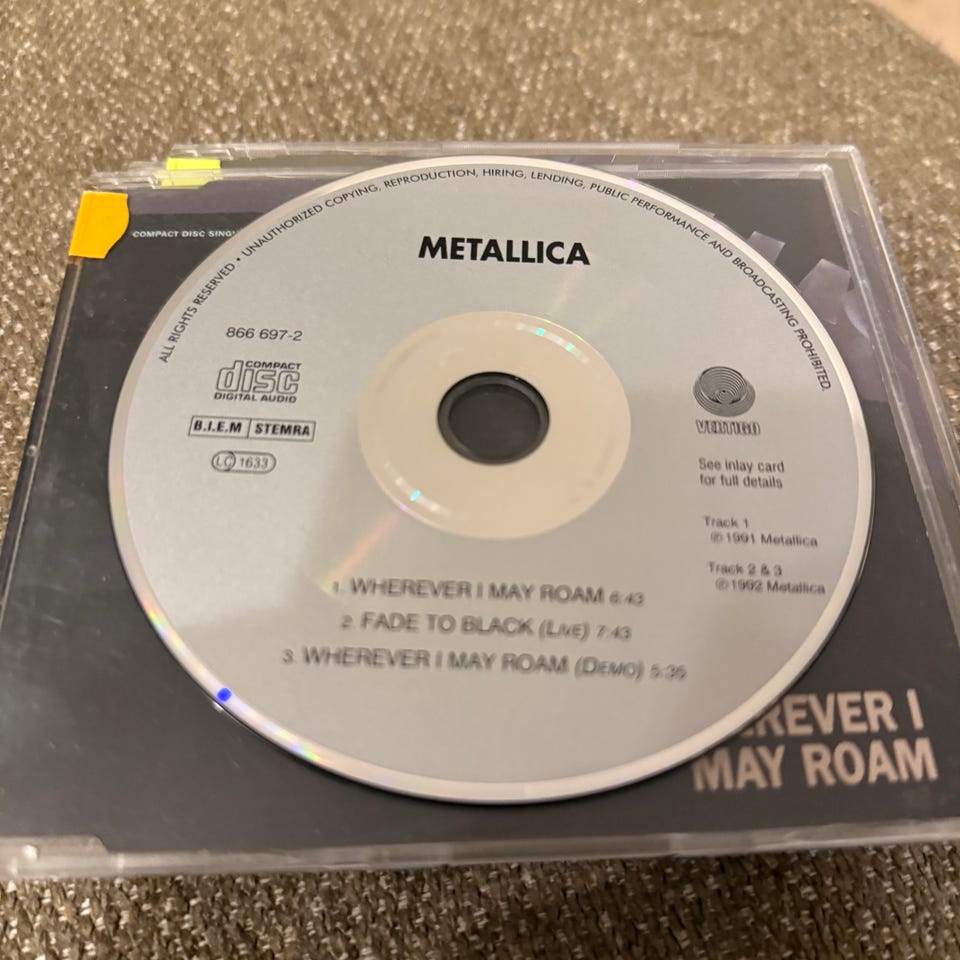 COMPACT DISC
ALL RIGHTS RESERVED • UNAUTHORIZED COPYING, REPRODUCTION, HIRING, LENDING, PUBLIC PERFORMANCE AND BROADCASTING PROHIBITED.
METALLICA
866 697-2
COMPACT
disc
DIGITAL AUDIO
B.I.E.M STEMRA
LC 1633
VERTIGO
See inlay card
for full details
Track 1
℗ 1991 Metallica
Track 2 & 3
℗ 1992 Metallica
1. WHEREVER I MAY ROAM 6:43
2. FADE TO BLACK (LIVE) 7:43
3. WHEREVER I MAY ROAM (DEMO) 5:35
EREVER I
MAY ROAM